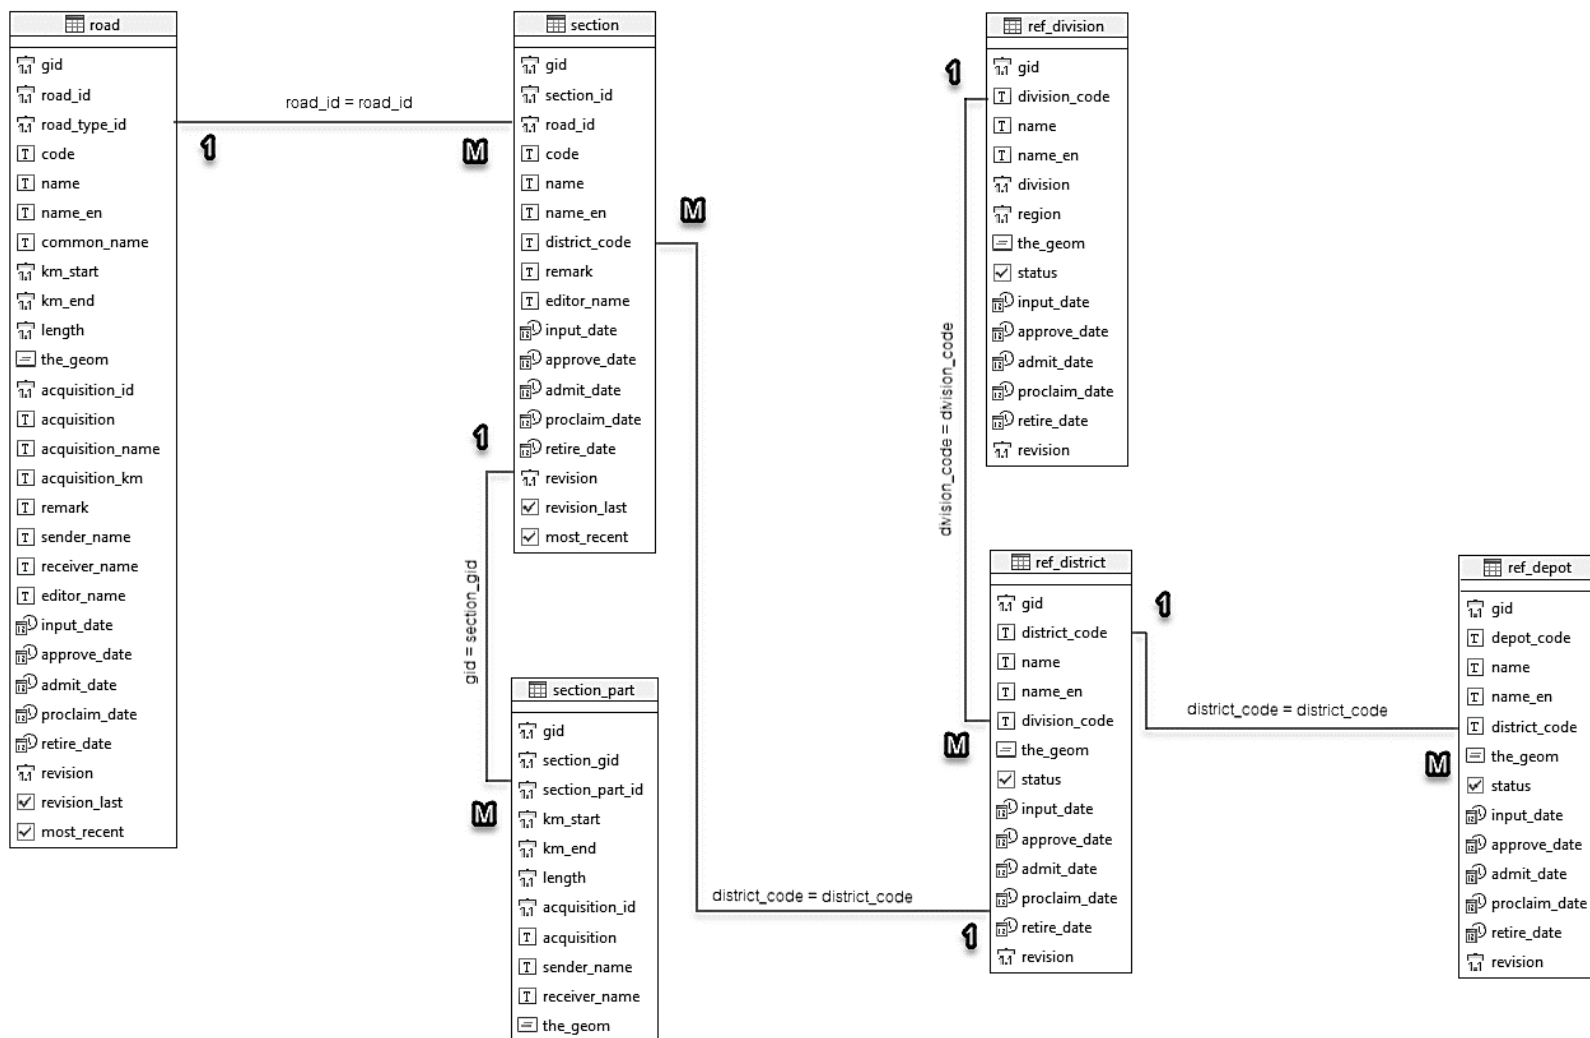 road
gid
road_id
road_type_id
code
name
name_en
common_name
km_start
km_end
length
the_geom
acquisition_id
acquisition
acquisition_name
acquisition_km
remark
sender_name
receiver_name
editor_name
input_date
approve_date
admit_date
proclaim_date
retire_date
revision
revision_last
most_recent
road_id = road_id
1
M
section
gid
section_id
road_id
code
name
name_en
district_code
remark
editor_name
input_date
approve_date
admit_date
proclaim_date
retire_date
revision
revision_last
most_recent
M
1
gid = section_gid
M
section_part
gid
section_gid
section_part_id
km_start
km_end
length
acquisition_id
acquisition
sender_name
receiver_name
the_geom
district_code = district_code
1
ref_division
gid
division_code
name
name_en
division
region
the_geom
status
input_date
approve_date
admit_date
proclaim_date
retire_date
revision
1
division_code = division_code
M
ref_district
gid
district_code
name
name_en
division_code
the_geom
status
input_date
approve_date
admit_date
proclaim_date
retire_date
revision
1
district_code = district_code
M
ref_depot
gid
depot_code
name
name_en
district_code
the_geom
status
input_date
approve_date
admit_date
proclaim_date
retire_date
revision